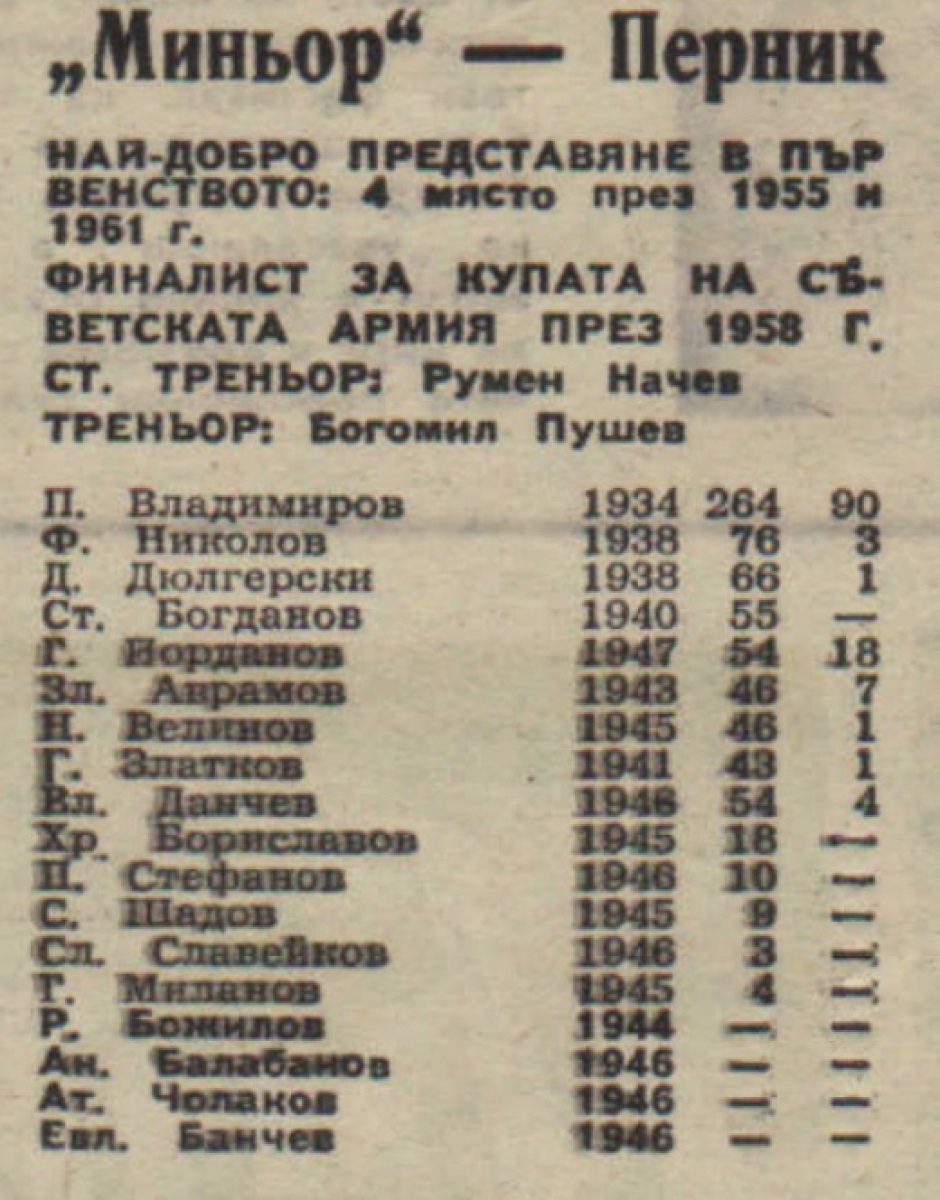 „Миньор“ — Перник
НАЙ-ДОБРО ПРЕДСТАВЯНЕ В ПЪР
ВЕНСТВОТО: 4 място през 1955 и
1961 г.
ФИНАЛИСТ ЗА КУПАТА НА СЪ-
ВЕТСКАТА АРМИЯ ПРЕЗ 1958 Г.
СТ. ТРЕНЬОР: Румен Начев
ТРЕНЬОР: Богомил Пушев
П. Владимиров 1934 264 90
Ф. Николов 1938 76 3
Д. Дюлгерски 1938 66 1
Ст. Богданов 1940 55 —
Г. Йорданов 1947 54 18
Зл. Аврамов 1943 46 7
Н. Велинов 1945 46 1
Г. Златков 1941 43 1
Вл. Данчев 1946 54 4
Хр. Бориславов 1945 18 —
П. Стефанов 1946 10 —
С. Шадов 1945 9 —
Сл. Славейков 1946 3 —
Г. Миланов 1945 4 —
Р. Божилов 1944 — —
Ан. Балабанов 1946 — —
Ат. Чолаков 1946 — —
Евл. Банчев 1946 — —